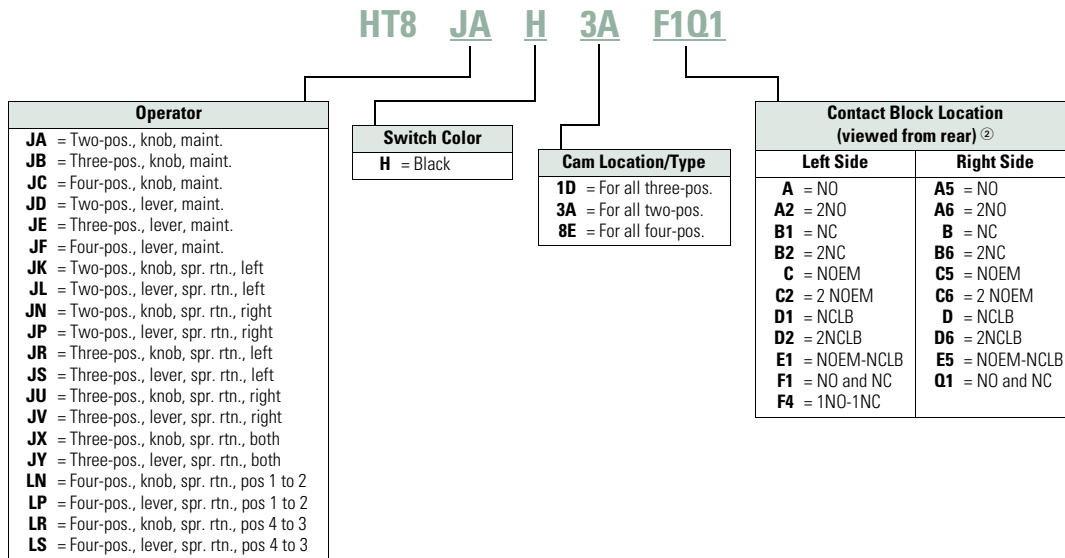 HT8 JA H 3A F1Q1
Operator
JA = Two-pos., knob, maint.
JB = Three-pos., knob, maint.
JC = Four-pos., knob, maint.
JD = Two-pos., lever, maint.
JE = Three-pos., lever, maint.
JF = Four-pos., lever, maint.
JK = Two-pos., knob, spr. rtn., left
JL = Two-pos., lever, spr. rtn., left
JN = Two-pos., knob, spr. rtn., right
JP = Two-pos., lever, spr. rtn., right
JR = Three-pos., knob, spr. rtn., left
JS = Three-pos., lever, spr. rtn., left
JU = Three-pos., knob, spr. rtn., right
JV = Three-pos., lever, spr. rtn., right
JX = Three-pos., knob, spr. rtn., both
JY = Three-pos., lever, spr. rtn., both
LN = Four-pos., knob, spr. rtn., pos 1 to 2
LP = Four-pos., lever, spr. rtn., pos 1 to 2
LR = Four-pos., knob, spr. rtn., pos 4 to 3
LS = Four-pos., lever, spr. rtn., pos 4 to 3
Switch Color
H = Black
Cam Location/Type
1D = For all three-pos.
3A = For all two-pos.
8E = For all four-pos.
Contact Block Location
(viewed from rear) ②
Left Side
A = NO
A2 = 2NO
B1 = NC
B2 = 2NC
C = NOEM
C2 = 2 NOEM
D1 = NCLB
D2 = 2NCLB
E1 = NOEM-NCLB
F1 = NO and NC
F4 = 1NO-1NC
Right Side
A5 = NO
A6 = 2NO
B = NC
B6 = 2NC
C5 = NOEM
C6 = 2 NOEM
D = NCLB
D6 = 2NCLB
E5 = NOEM-NCLB
Q1 = NO and NC